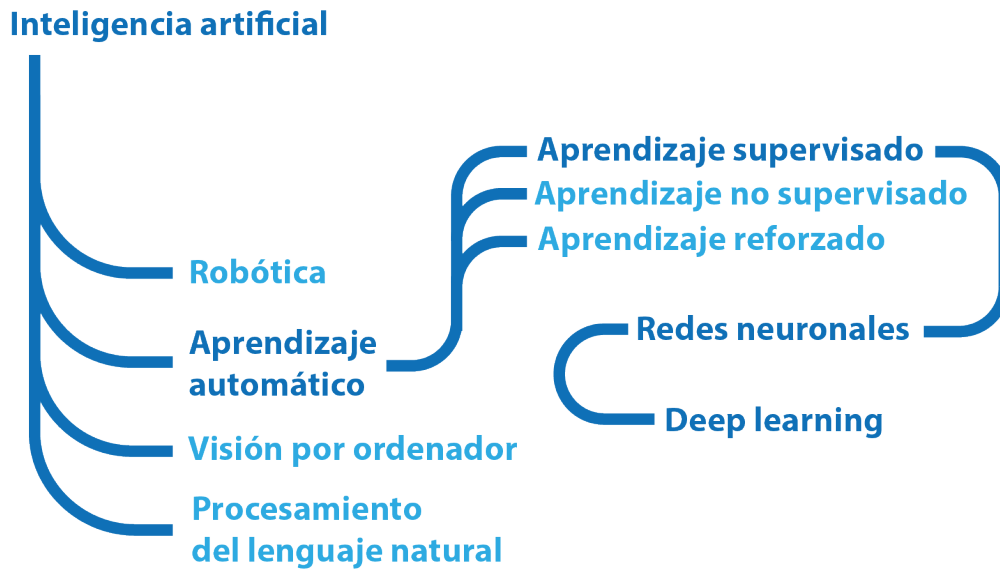 Inteligencia artificial
Aprendizaje supervisado
Aprendizaje no supervisado
Aprendizaje reforzado
Robótica
Aprendizaje
automático
Redes neuronales
Deep learning
Visión por ordenador
Procesamiento
del lenguaje natural